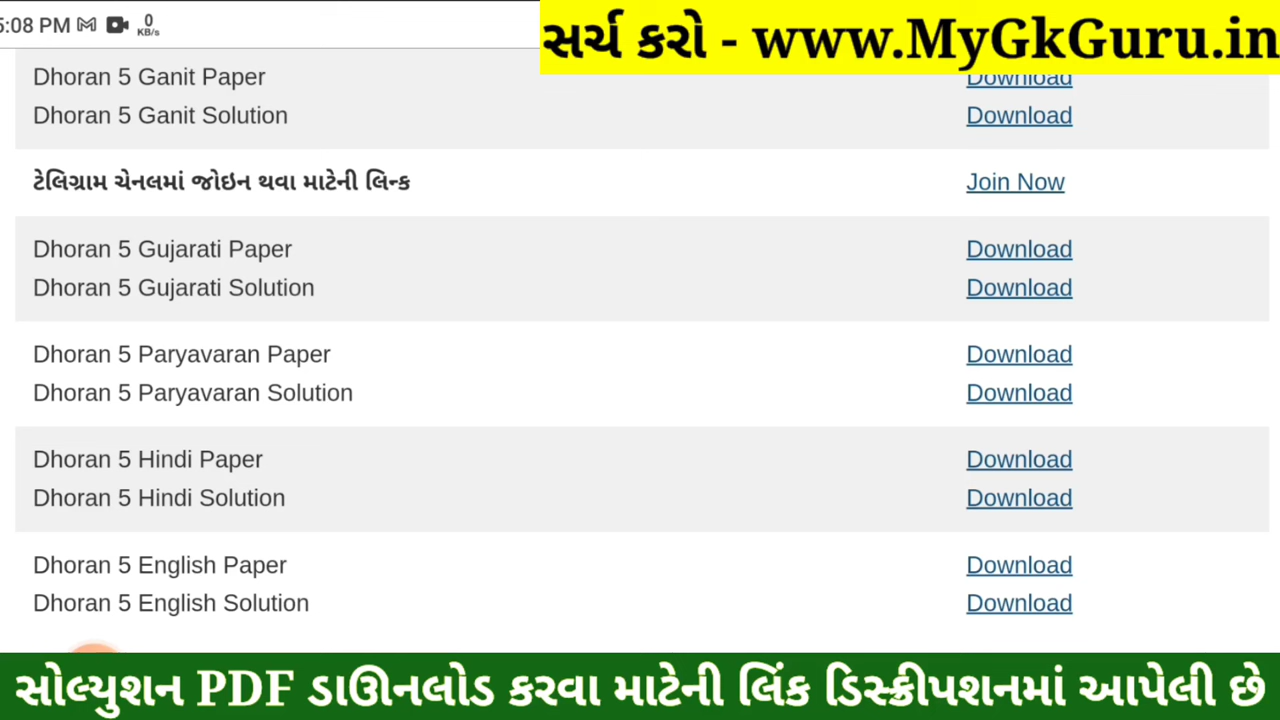 5:08 PM 0 KB/s
સર્ચ કરો - www.MyGkGuru.in
Dhoran 5 Ganit Paper Download
Dhoran 5 Ganit Solution Download
ટેલિગ્રામ ચેનલમાં જોઇન થવા માટેની લિન્ક Join Now
Dhoran 5 Gujarati Paper Download
Dhoran 5 Gujarati Solution Download
Dhoran 5 Paryavaran Paper Download
Dhoran 5 Paryavaran Solution Download
Dhoran 5 Hindi Paper Download
Dhoran 5 Hindi Solution Download
Dhoran 5 English Paper Download
Dhoran 5 English Solution Download
સોલ્યુશન PDF ડાઊનલોડ કરવા માટેની લિંક ડિસ્ક્રીપશનમાં આપેલી છે